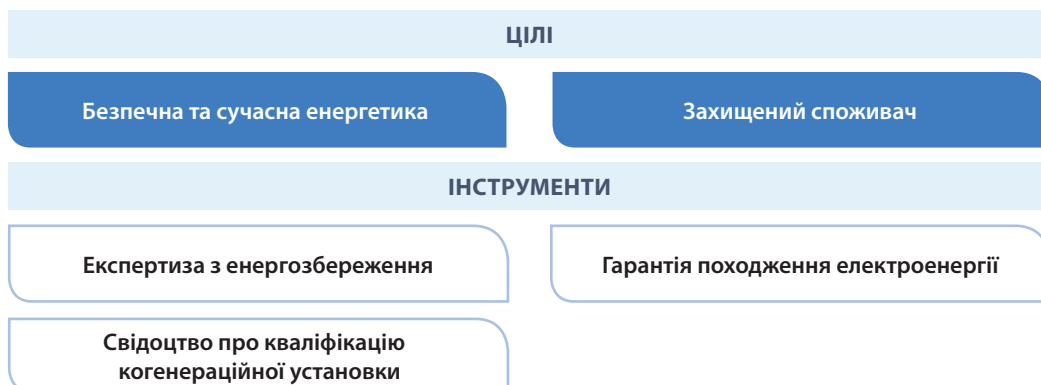 ЦІЛІ
Безпечна та сучасна енергетика
Захищений споживач
ІНСТРУМЕНТИ
Експертиза з енергозбереження
Гарантія походження електроенергії
Свідоцтво про кваліфікацію
когенераційної установки